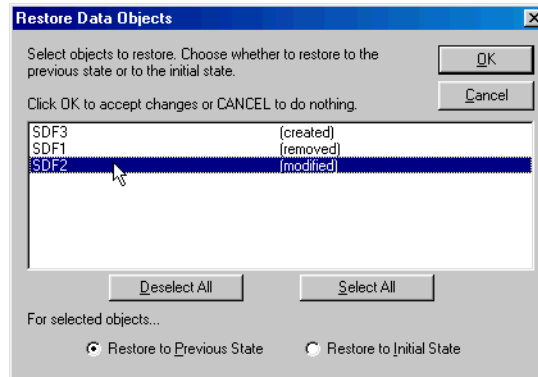 Restore Data Objects
Select objects to restore. Choose whether to restore to the
previous state or to the initial state.
OK
Click OK to accept changes or CANCEL to do nothing.
Cancel
SDF3 (created)
SDF1 (removed)
SDF2 (modified)
Deselect All Select All
For selected objects...
Restore to Previous State Restore to Initial State